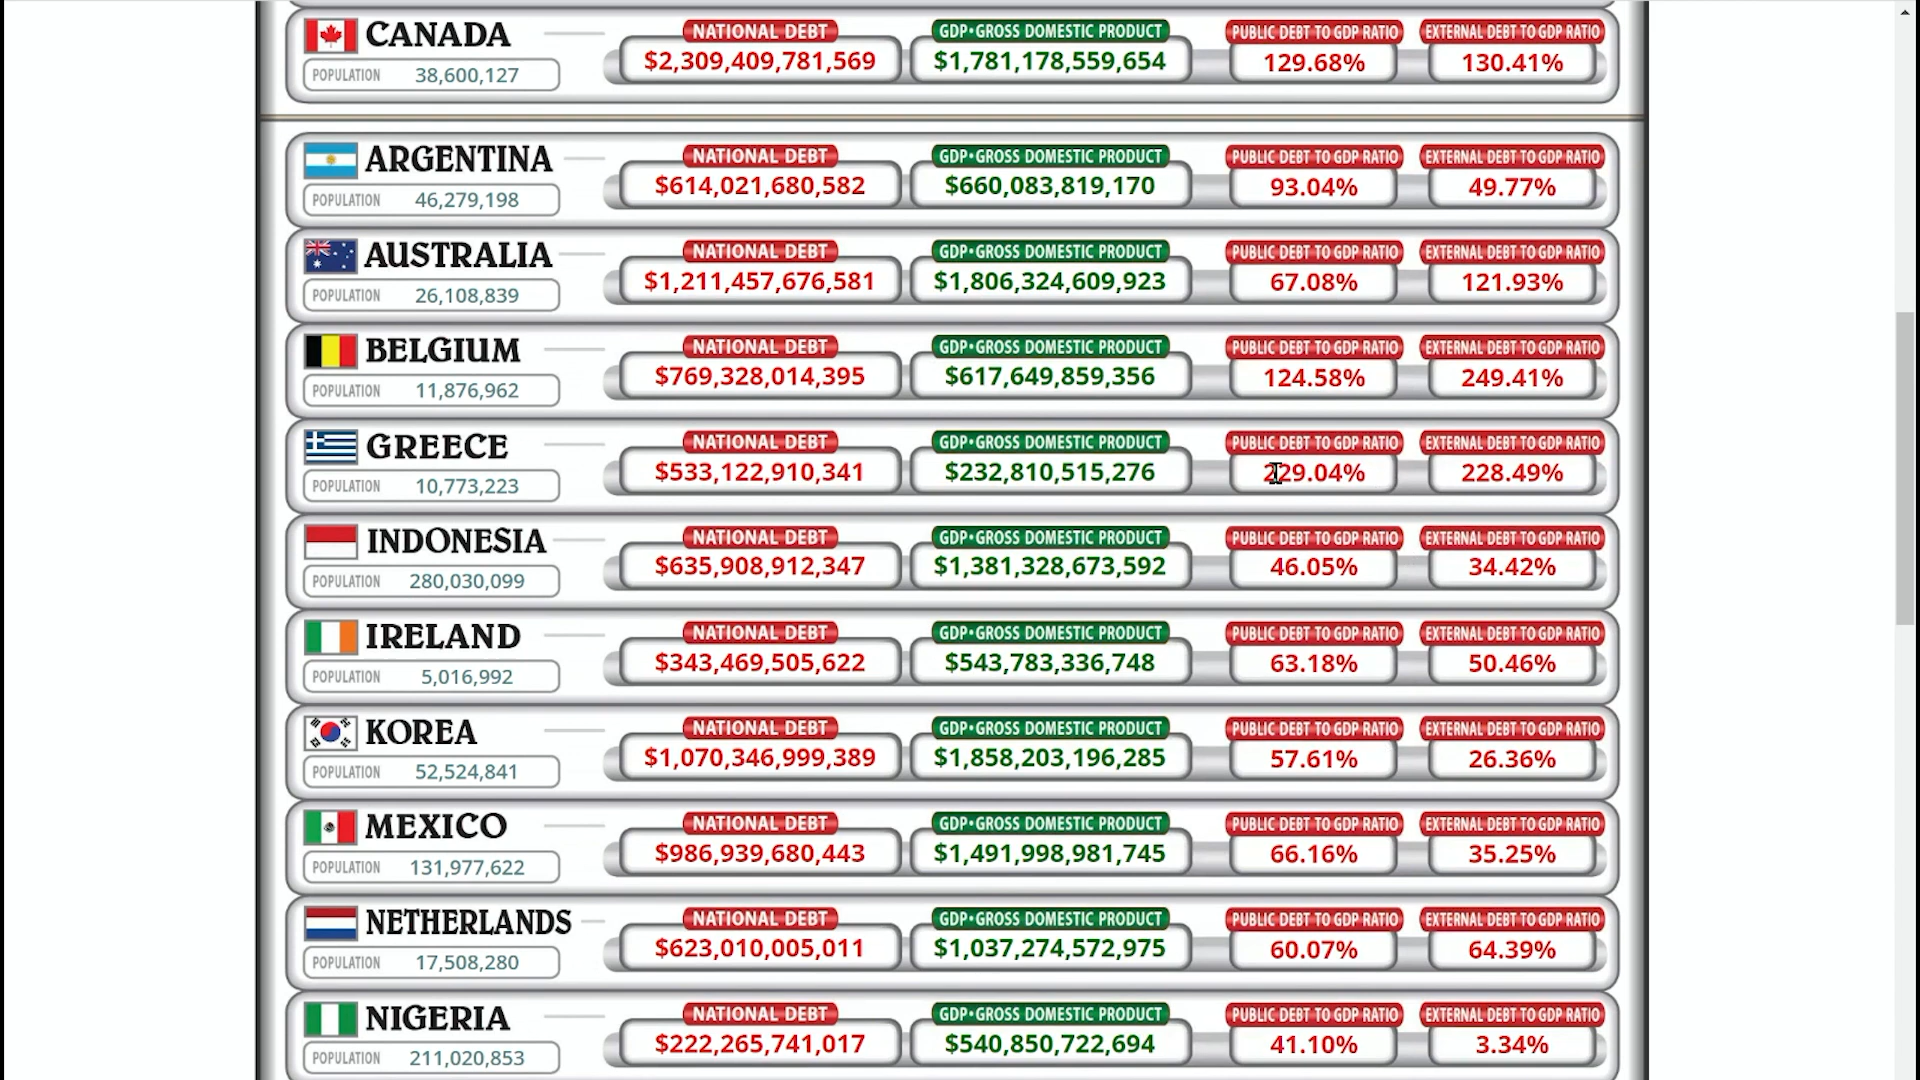 CANADA NATIONAL DEBT GDP•GROSS DOMESTIC PRODUCT PUBLIC DEBT TO GDP RATIO EXTERNAL DEBT TO GDP RATIO
POPULATION 38,600,127 $2,309,409,781,569 $1,781,178,559,654 129.68% 130.41%
ARGENTINA NATIONAL DEBT GDP•GROSS DOMESTIC PRODUCT PUBLIC DEBT TO GDP RATIO EXTERNAL DEBT TO GDP RATIO
POPULATION 46,279,198 $614,021,680,582 $660,083,819,170 93.04% 49.77%
AUSTRALIA NATIONAL DEBT GDP•GROSS DOMESTIC PRODUCT PUBLIC DEBT TO GDP RATIO EXTERNAL DEBT TO GDP RATIO
POPULATION 26,108,839 $1,211,457,676,581 $1,806,324,609,923 67.08% 121.93%
BELGIUM NATIONAL DEBT GDP•GROSS DOMESTIC PRODUCT PUBLIC DEBT TO GDP RATIO EXTERNAL DEBT TO GDP RATIO
POPULATION 11,876,962 $769,328,014,395 $617,649,859,356 124.58% 249.41%
GREECE NATIONAL DEBT GDP•GROSS DOMESTIC PRODUCT PUBLIC DEBT TO GDP RATIO EXTERNAL DEBT TO GDP RATIO
POPULATION 10,773,223 $533,122,910,341 $232,810,515,276 229.04% 228.49%
INDONESIA NATIONAL DEBT GDP•GROSS DOMESTIC PRODUCT PUBLIC DEBT TO GDP RATIO EXTERNAL DEBT TO GDP RATIO
POPULATION 280,030,099 $635,908,912,347 $1,381,328,673,592 46.05% 34.42%
IRELAND NATIONAL DEBT GDP•GROSS DOMESTIC PRODUCT PUBLIC DEBT TO GDP RATIO EXTERNAL DEBT TO GDP RATIO
POPULATION 5,016,992 $343,469,505,622 $543,783,336,748 63.18% 50.46%
KOREA NATIONAL DEBT GDP•GROSS DOMESTIC PRODUCT PUBLIC DEBT TO GDP RATIO EXTERNAL DEBT TO GDP RATIO
POPULATION 52,524,841 $1,070,346,999,389 $1,858,203,196,285 57.61% 26.36%
MEXICO NATIONAL DEBT GDP•GROSS DOMESTIC PRODUCT PUBLIC DEBT TO GDP RATIO EXTERNAL DEBT TO GDP RATIO
POPULATION 131,977,622 $986,939,680,443 $1,491,998,981,745 66.16% 35.25%
NETHERLANDS NATIONAL DEBT GDP•GROSS DOMESTIC PRODUCT PUBLIC DEBT TO GDP RATIO EXTERNAL DEBT TO GDP RATIO
POPULATION 17,508,280 $623,010,005,011 $1,037,274,572,975 60.07% 64.39%
NIGERIA NATIONAL DEBT GDP•GROSS DOMESTIC PRODUCT PUBLIC DEBT TO GDP RATIO EXTERNAL DEBT TO GDP RATIO
POPULATION 211,020,853 $222,265,741,017 $540,850,722,694 41.10% 3.34%